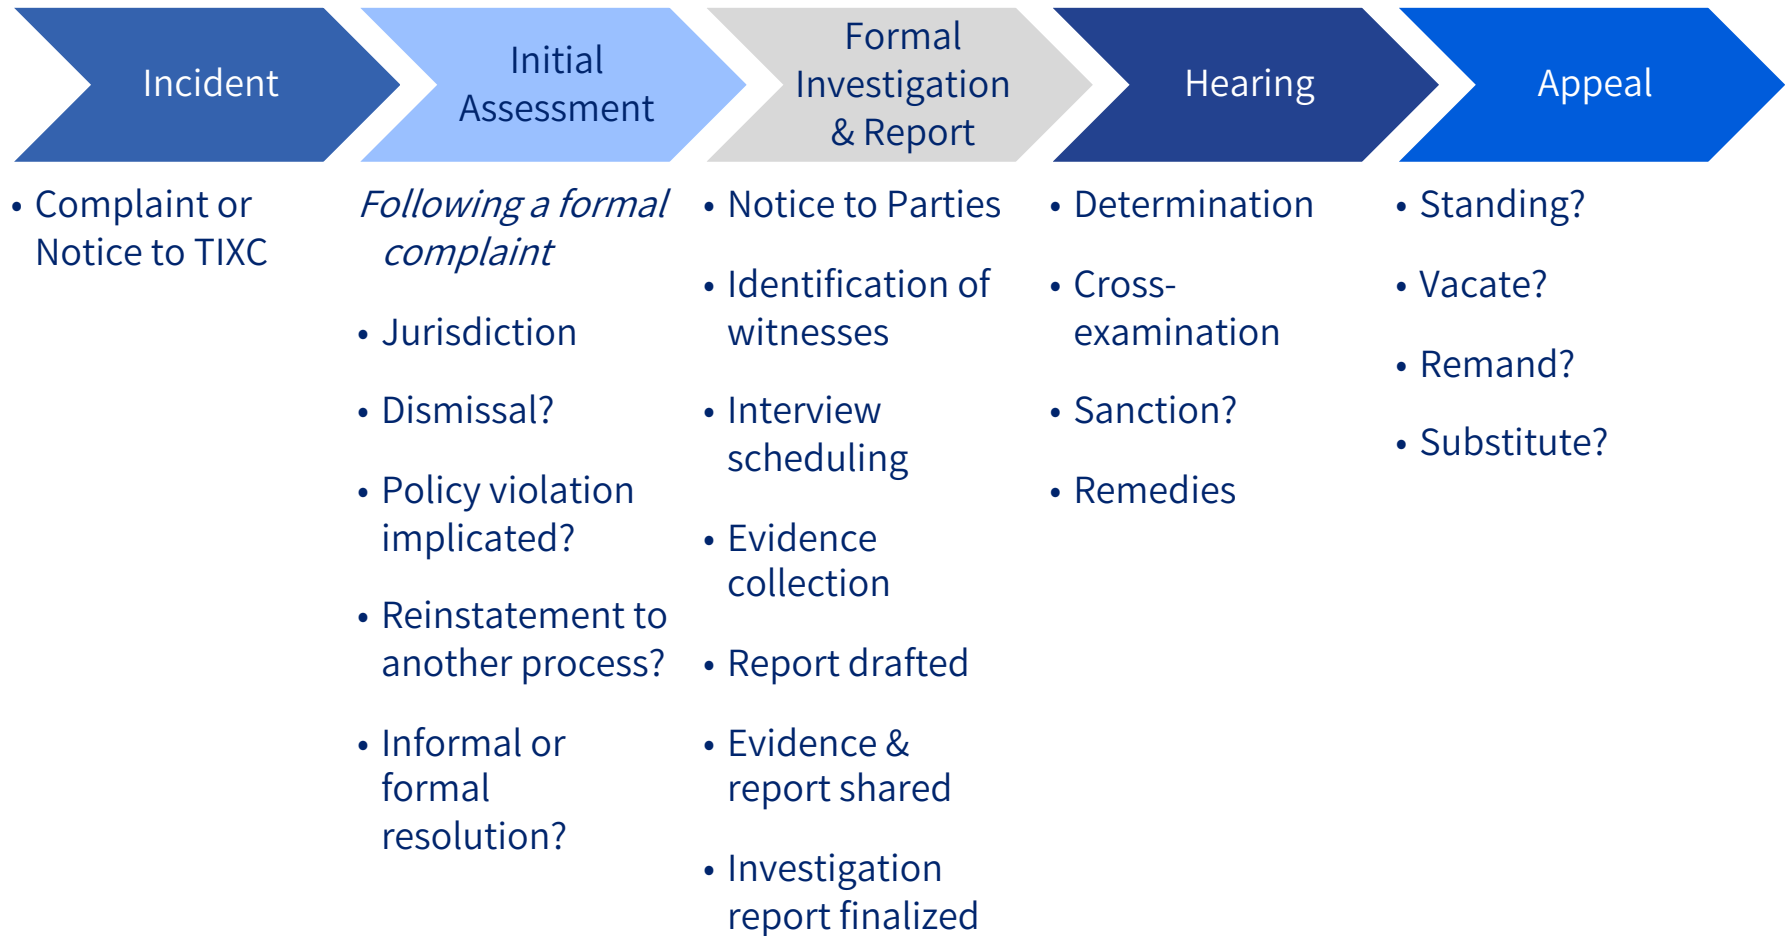 Incident
Initial
Assessment
Formal
Investigation
& Report
Hearing
Appeal
• Complaint or
Notice to TIXC
Following a formal
complaint
• Jurisdiction
• Dismissal?
• Policy violation
implicated?
• Reinstatement to
another process?
• Informal or
formal
resolution?
• Notice to Parties
• Identification of
witnesses
• Interview
scheduling
• Evidence
collection
• Report drafted
• Evidence &
report shared
• Investigation
report finalized
• Determination
• Cross-
examination
• Sanction?
• Remedies
• Standing?
• Vacate?
• Remand?
• Substitute?